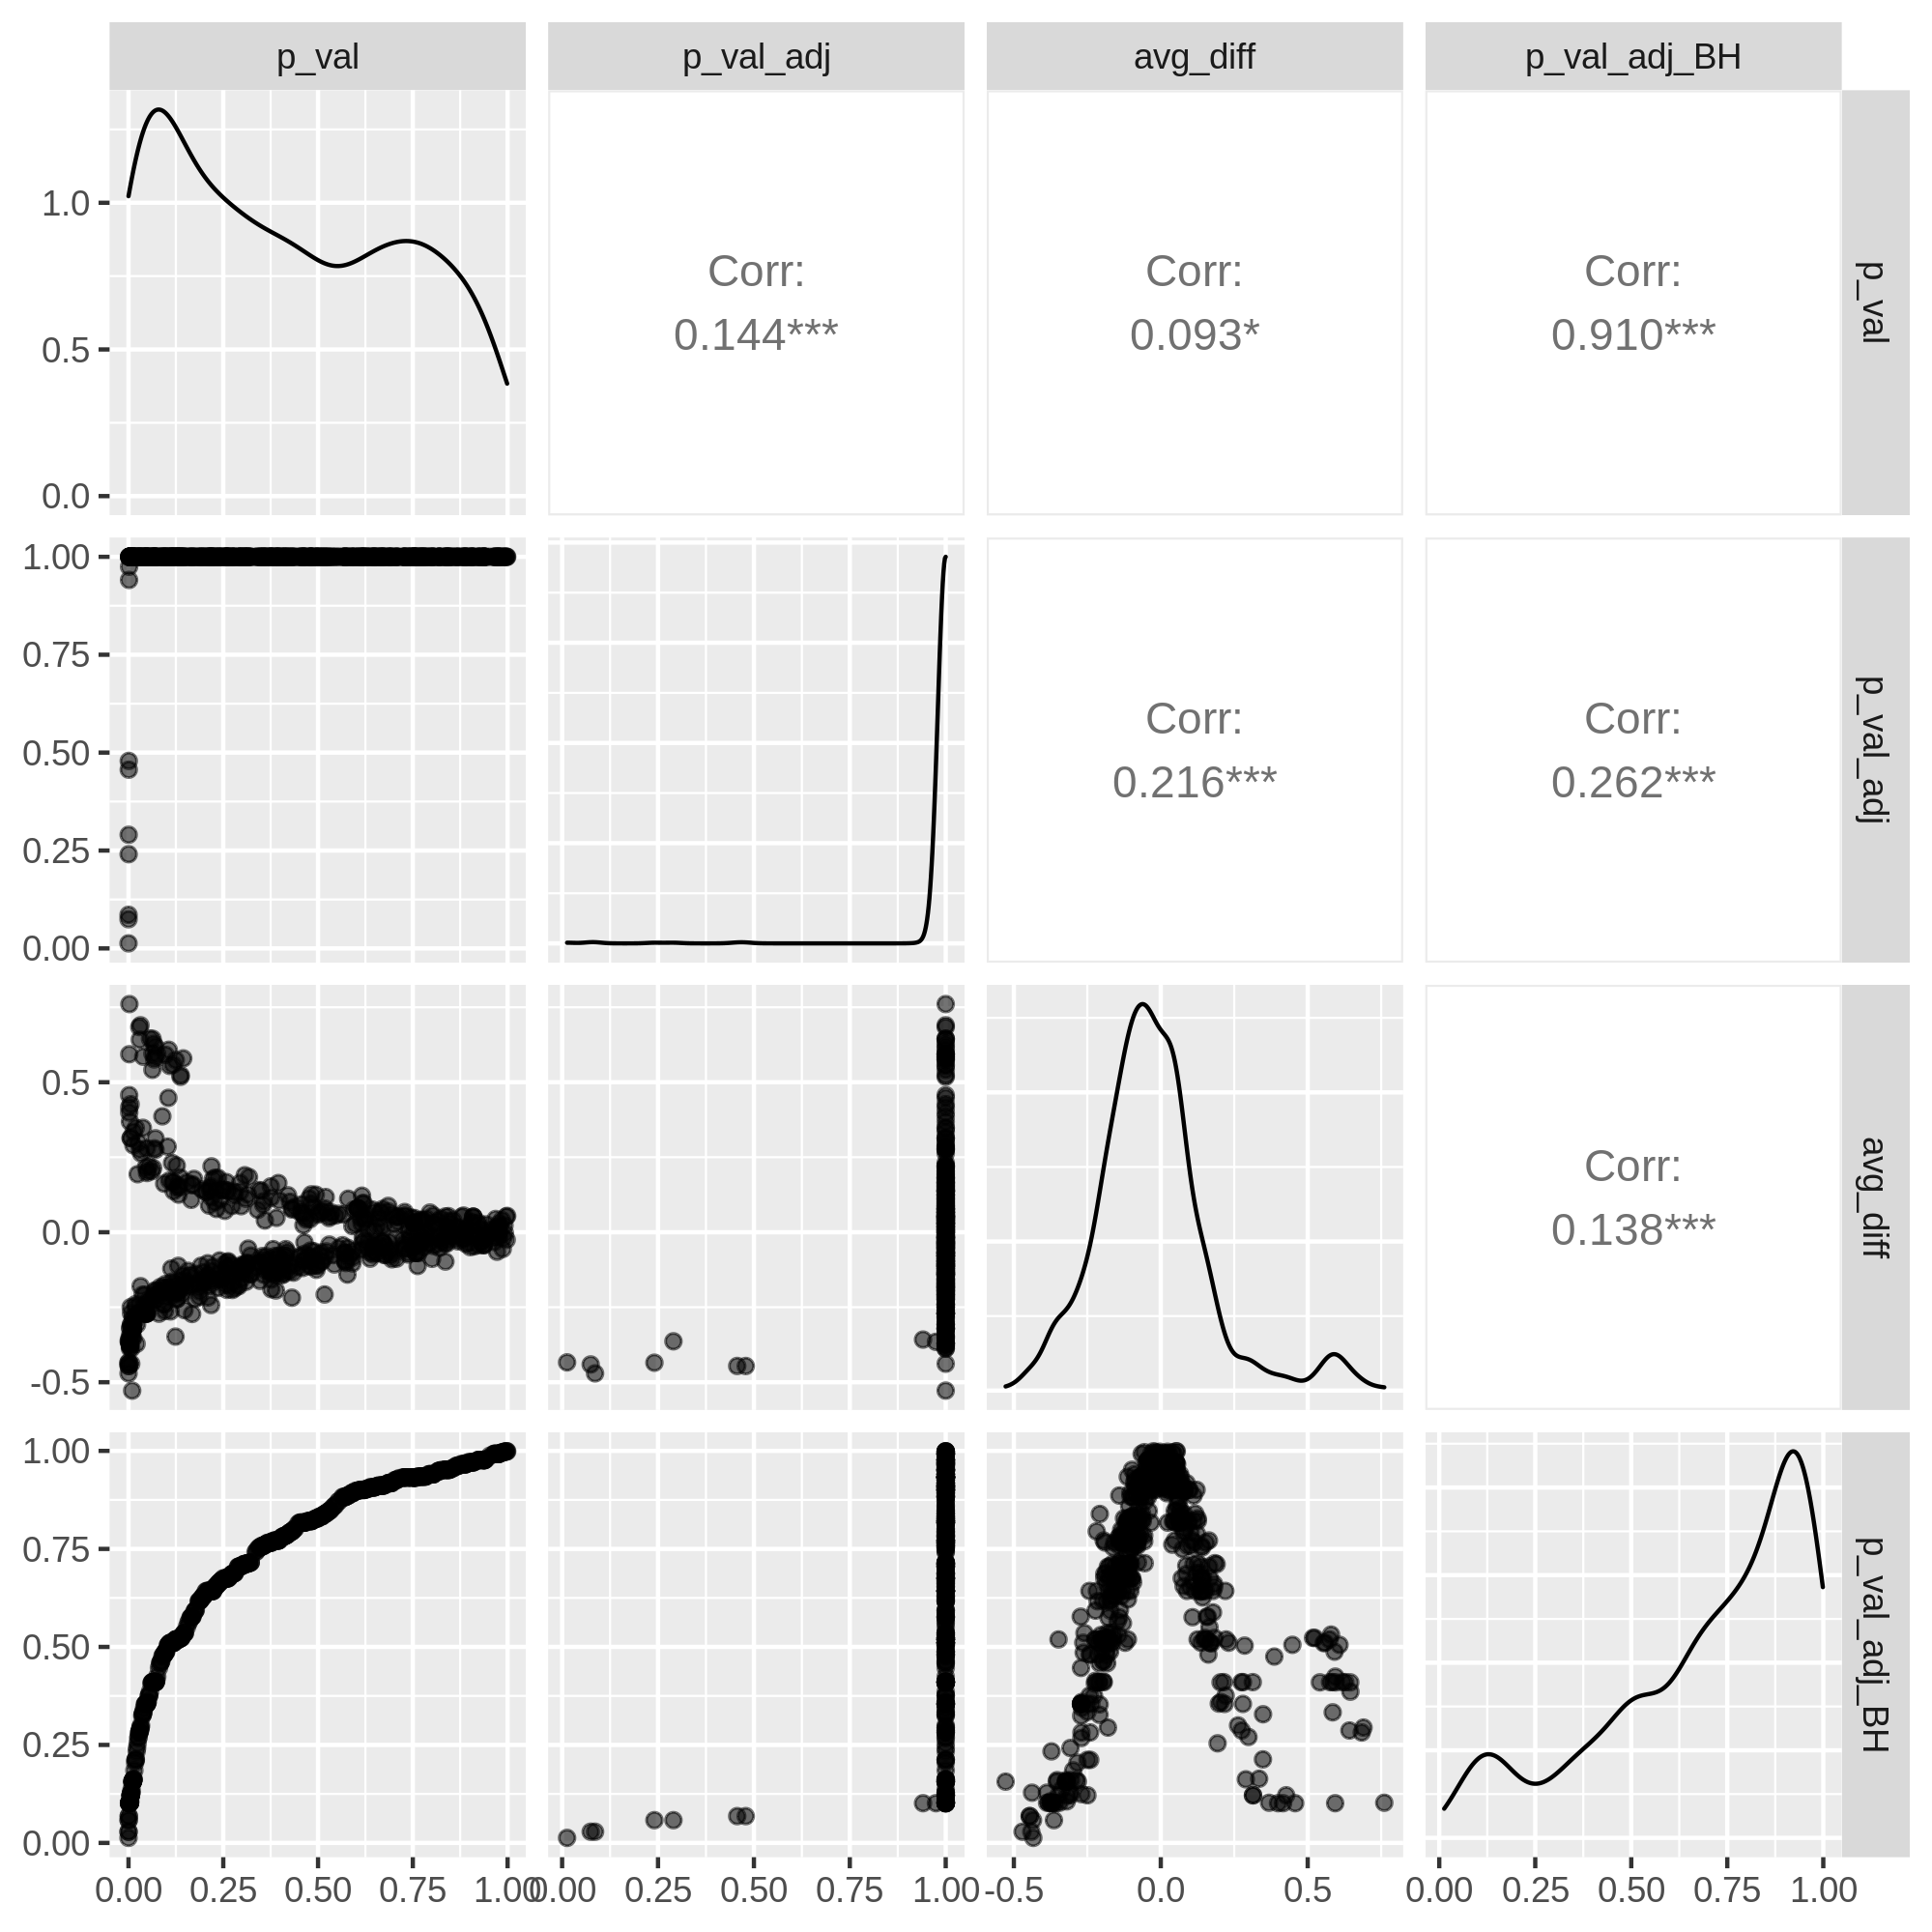 p_val p_val_adj avg_diff p_val_adj_BH
1.0
0.5
0.0
Corr:
0.144***
Corr:
0.093*
Corr:
0.910***
p_val
1.00
0.75
0.50
0.25
0.00
Corr:
0.216***
Corr:
0.262***
p_val_adj
0.5
0.0
-0.5
Corr:
0.138***
avg_diff
1.00
0.75
0.50
0.25
0.00
p_val_adj_BH
0.00 0.25 0.50 0.75 1.00 0.00 0.25 0.50 0.75 1.00 -0.5 0.0 0.5 0.00 0.25 0.50 0.75 1.00